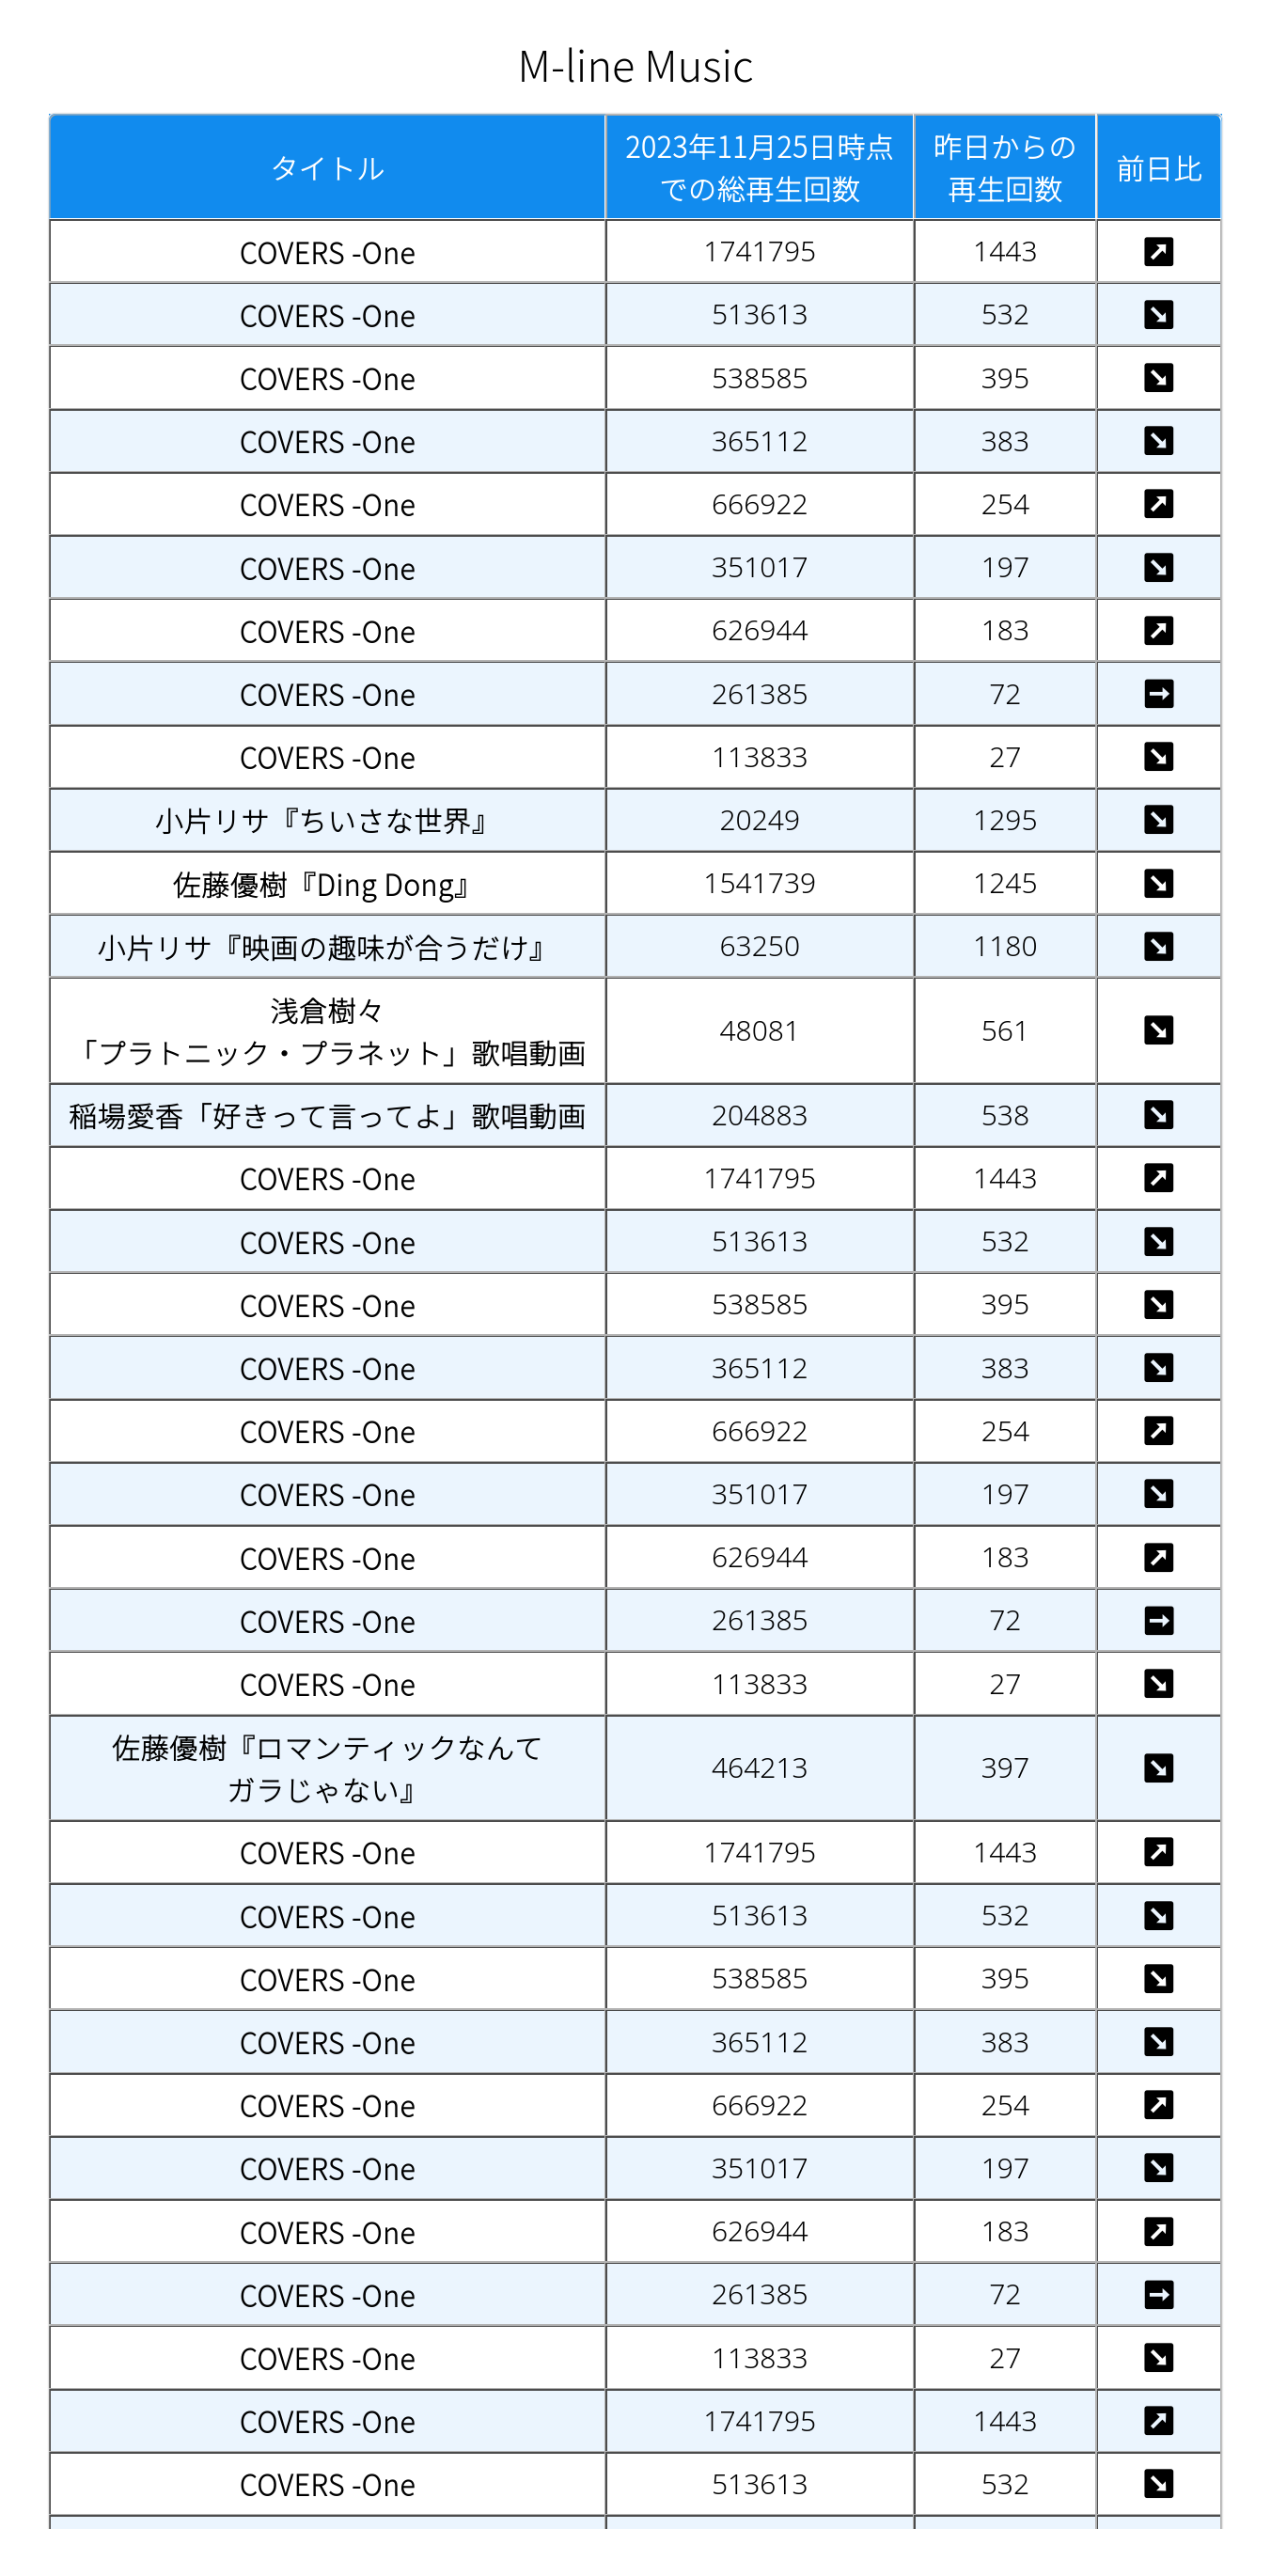 M-line Music
タイトル 2023年11月25日時点 昨日からの 前日比
での総再生回数 再生回数
COVERS -One 1741795 1443 ↗
COVERS -One 513613 532 ↘
COVERS -One 538585 395 ↘
COVERS -One 365112 383 ↘
COVERS -One 666922 254 ↗
COVERS -One 351017 197 ↘
COVERS -One 626944 183 ↗
COVERS -One 261385 72 →
COVERS -One 113833 27 ↘
小片リサ『ちいさな世界』 20249 1295 ↘
佐藤優樹『Ding Dong』 1541739 1245 ↘
小片リサ『映画の趣味が合うだけ』 63250 1180 ↘
浅倉樹々
「プラトニック・プラネット」歌唱動画 48081 561 ↘
稲場愛香「好きって言ってよ」歌唱動画 204883 538 ↘
COVERS -One 1741795 1443 ↗
COVERS -One 513613 532 ↘
COVERS -One 538585 395 ↘
COVERS -One 365112 383 ↘
COVERS -One 666922 254 ↗
COVERS -One 351017 197 ↘
COVERS -One 626944 183 ↗
COVERS -One 261385 72 →
COVERS -One 113833 27 ↘
佐藤優樹『ロマンティックなんて
ガラじゃない』 464213 397 ↘
COVERS -One 1741795 1443 ↗
COVERS -One 513613 532 ↘
COVERS -One 538585 395 ↘
COVERS -One 365112 383 ↘
COVERS -One 666922 254 ↗
COVERS -One 351017 197 ↘
COVERS -One 626944 183 ↗
COVERS -One 261385 72 →
COVERS -One 113833 27 ↘
COVERS -One 1741795 1443 ↗
COVERS -One 513613 532 ↘